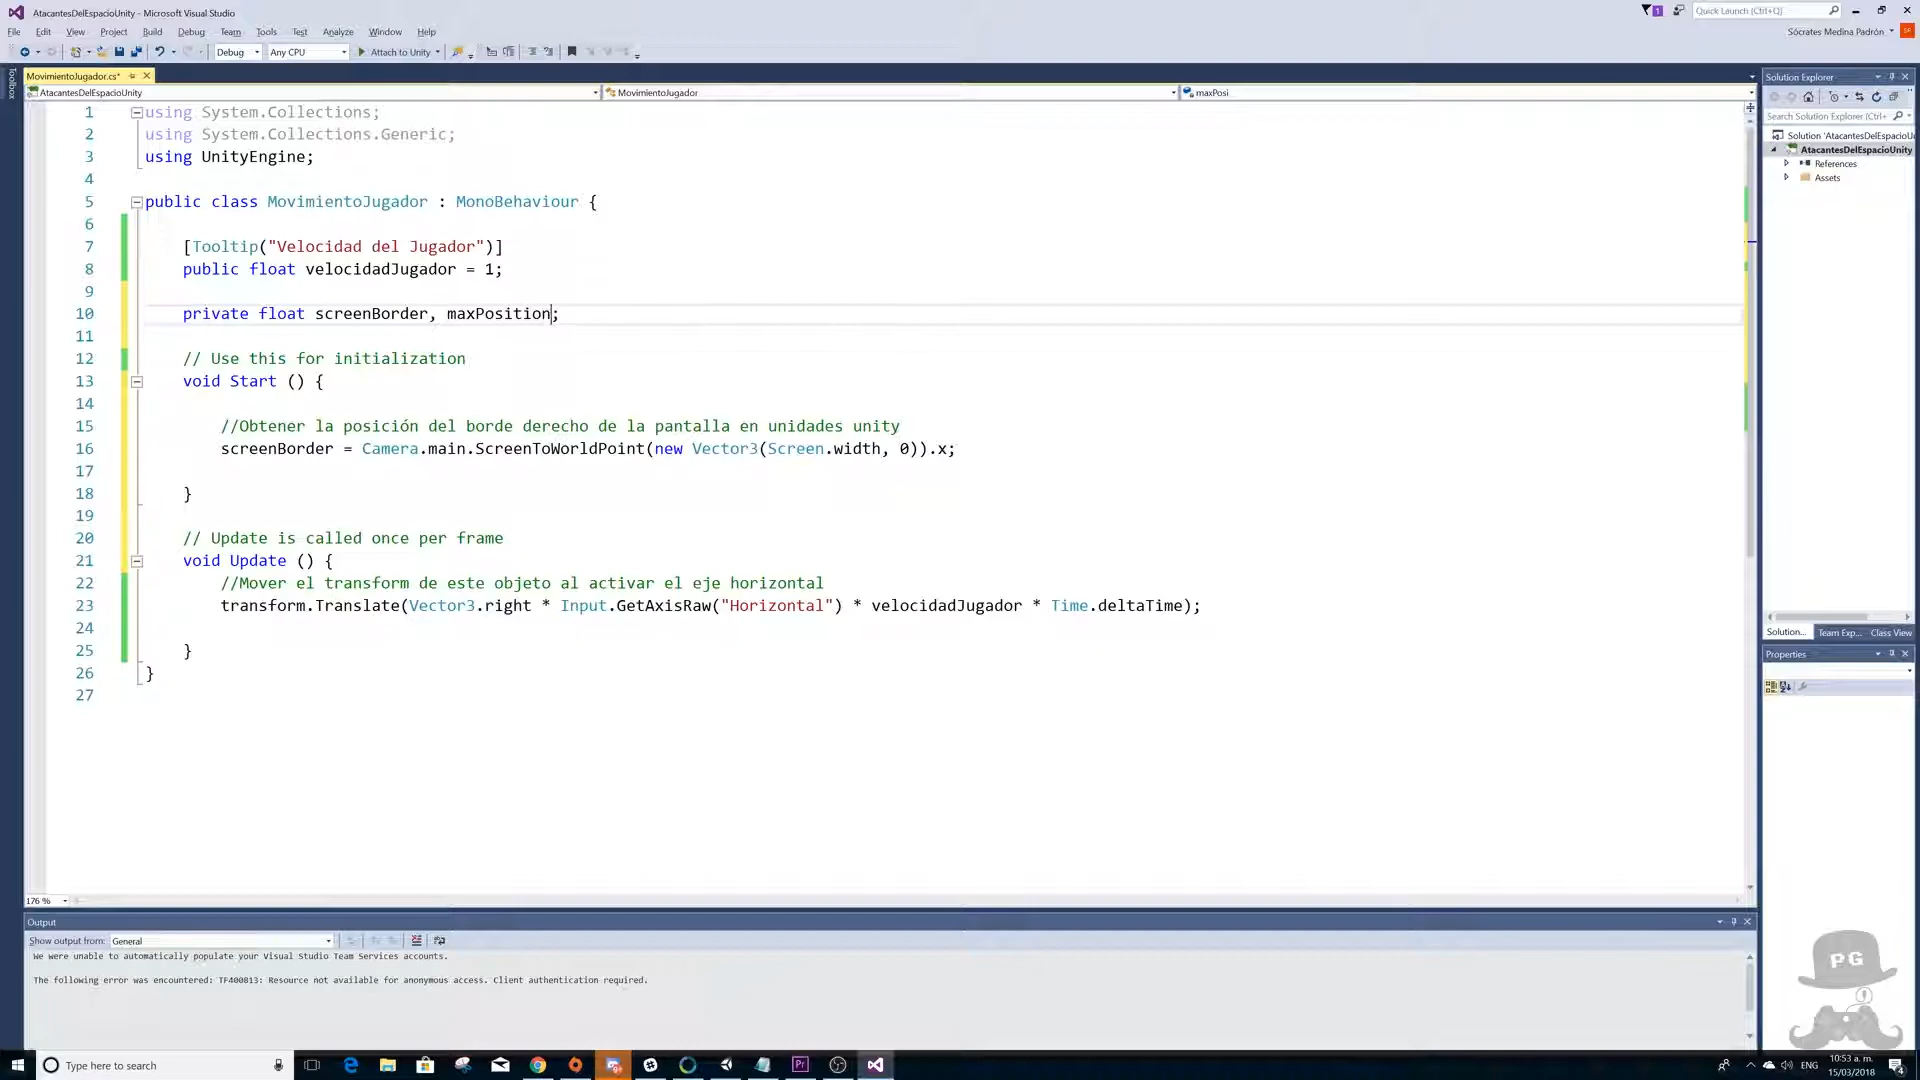 AtacantesDelEspacioUnity - Microsoft Visual Studio
Quick Launch (Ctrl+Q)
File Edit View Project Build Debug Team Tools Test Analyze Window Help
Sócrates Medina Padrón
Debug Any CPU Attach to Unity
MovimientoJugador.cs*
AtacantesDelEspacioUnity MovimientoJugador maxPosi
1 using System.Collections;
2 using System.Collections.Generic;
3 using UnityEngine;
4
5 public class MovimientoJugador : MonoBehaviour {
6
7 [Tooltip("Velocidad del Jugador")]
8 public float velocidadJugador = 1;
9
10 private float screenBorder, maxPosition;
11
12 // Use this for initialization
13 void Start () {
14
15 //Obtener la posición del borde derecho de la pantalla en unidades unity
16 screenBorder = Camera.main.ScreenToWorldPoint(new Vector3(Screen.width, 0)).x;
17
18 }
19
20 // Update is called once per frame
21 void Update () {
22 //Mover el transform de este objeto al activar el eje horizontal
23 transform.Translate(Vector3.right * Input.GetAxisRaw("Horizontal") * velocidadJugador * Time.deltaTime);
24
25 }
26 }
27
176 %
Toolbox
Solution Explorer
Search Solution Explorer (Ctrl+
Solution 'AtacantesDelEspacioU
AtacantesDelEspacioUnity
References
Assets
Solution... Team Exp... Class View
Properties
Output
Show output from: General
We were unable to automatically populate your Visual Studio Team Services accounts.
The following error was encountered: TF400813: Resource not available for anonymous access. Client authentication required.
PG
Type here to search
Pr
ENG
10:53 a. m.
15/03/2018